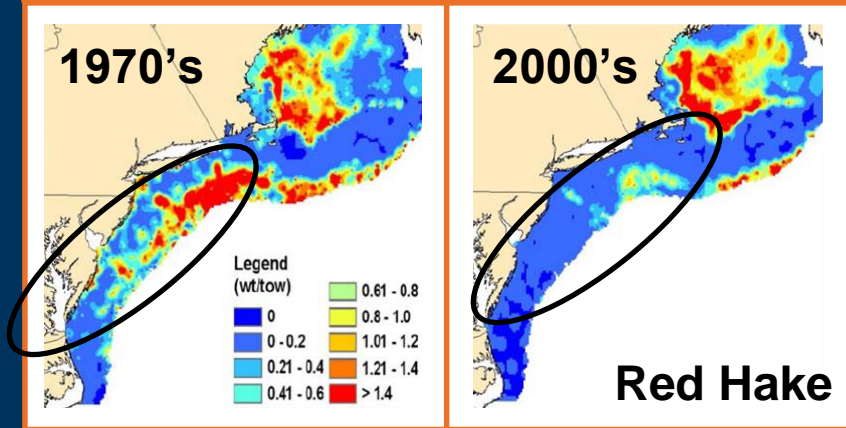 1970's
2000's
Legend
(wt/tow)
0
0 - 0.2
0.21 - 0.4
0.41 - 0.6
0.61 - 0.8
0.8 - 1.0
1.01 - 1.2
1.21 - 1.4
> 1.4
Red Hake